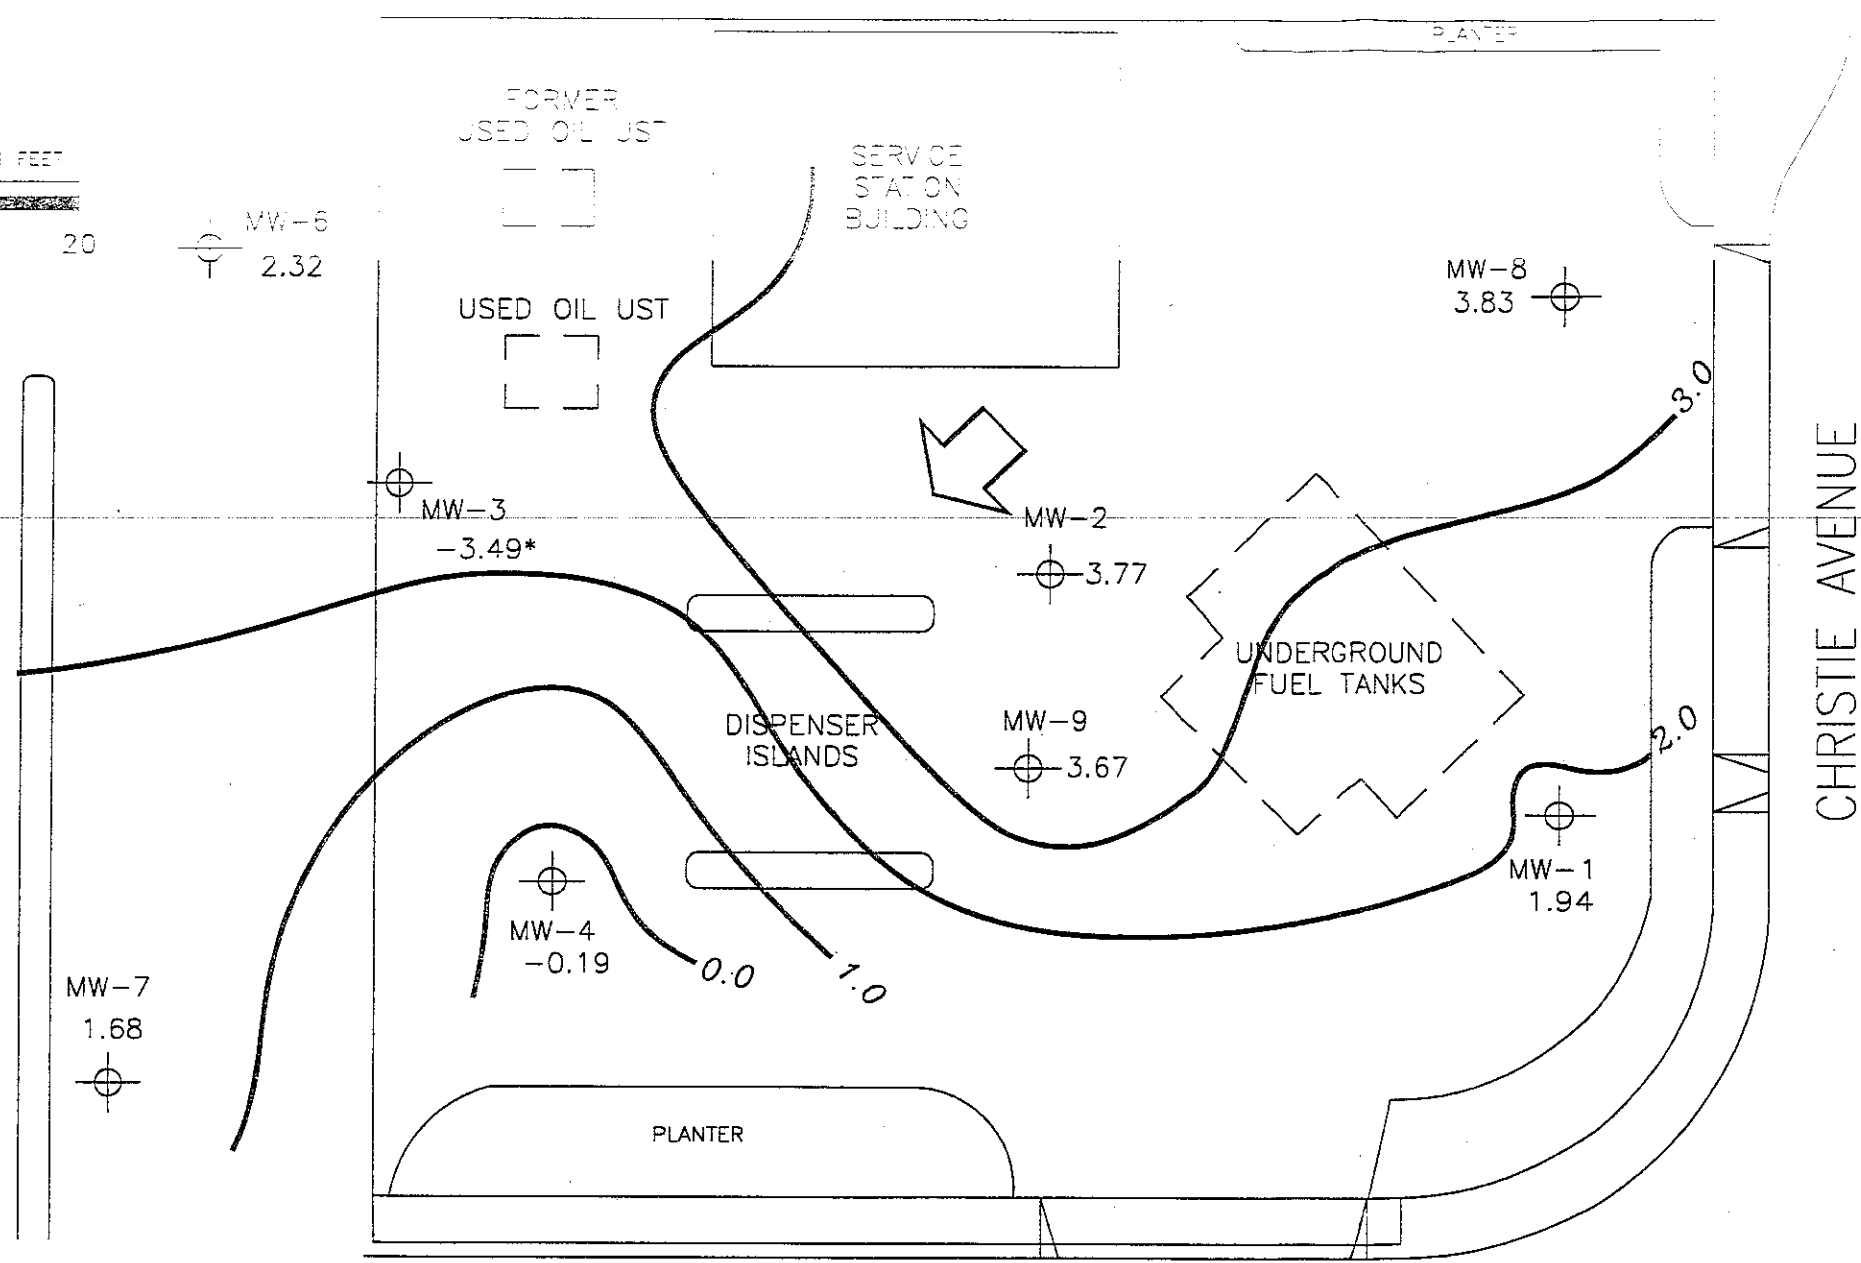 PLANTER
FORMER
USED OIL UST
FEET
20
MW-6
2.32
SERVICE
STATION
BUILDING
USED OIL UST
MW-8
3.83
3.0
CHRISTIE AVENUE
MW-3
-3.49*
MW-2
3.77
UNDERGROUND
FUEL TANKS
DISPENSER
ISLANDS
MW-9
3.67
2.0
MW-1
1.94
MW-4
-0.19
0.0
1.0
MW-7
1.68
PLANTER